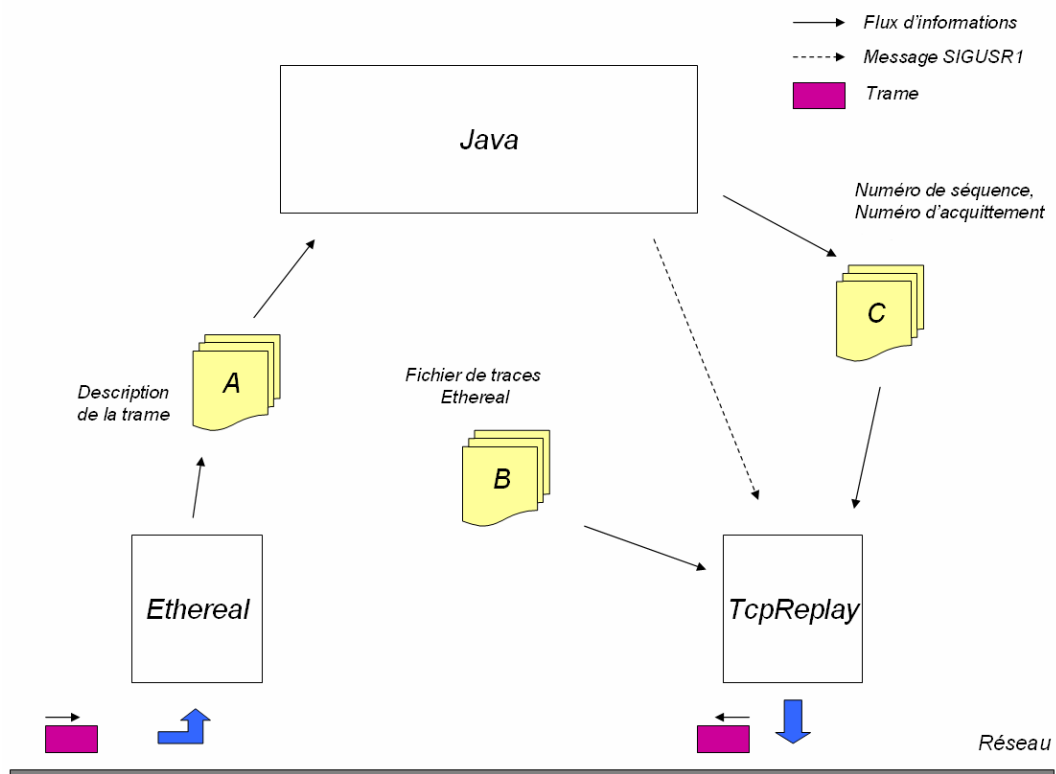 Flux d'informations
Message SIGUSR1
Trame
Java
Numéro de séquence,
Numéro d'acquittement
C
A
Description
de la trame
Fichier de traces
Ethereal
B
Ethereal
TcpReplay
Réseau